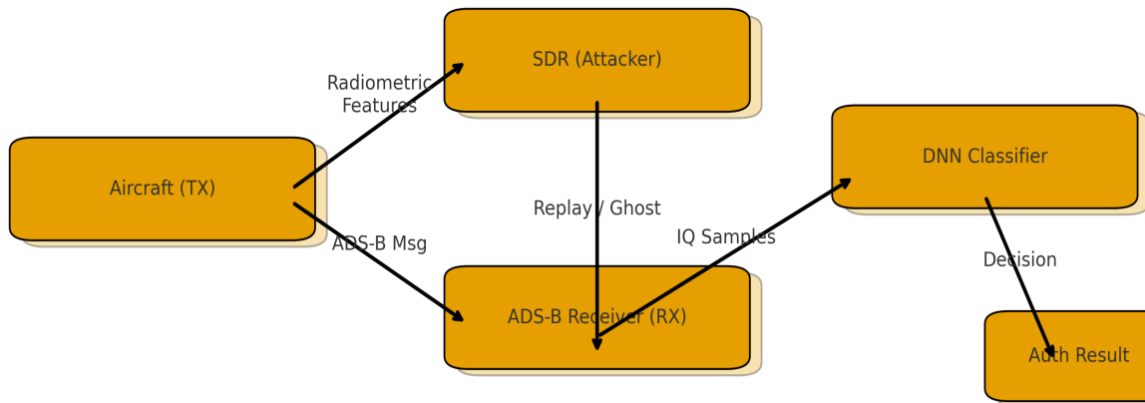 SDR (Attacker)
Radiometric
Features
DNN Classifier
Aircraft (TX)
Replay / Ghost
IQ Samples
ADS-B Msg
Decision
ADS-B Receiver (RX)
Auth Result